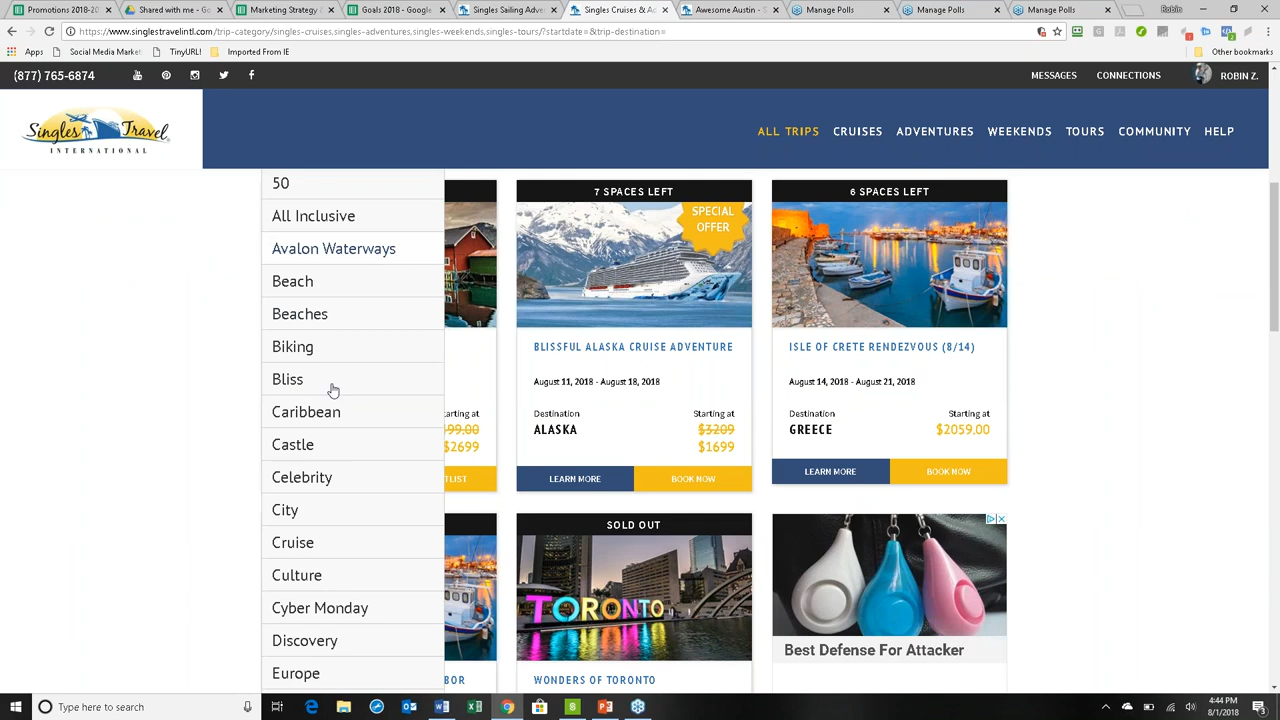 Promotions 2018-20
Shared with me - Go
Marketing Strategy E
Goals 2018 - Google
Singles Sailing Adve
Singles Cruises & Ad
Awesome Austin - S
Manage Polls
Manage Polls
Manage Polls
Robin
https://www.singlestravelintl.com/trip-category/singles-cruises,singles-adventures,singles-weekends,singles-tours/?startdate=&trip-destination=
Apps
Social Media Market
TinyURL!
Imported From IE
Other bookmarks
(877) 765-6874
MESSAGES
CONNECTIONS
ROBIN Z.
Singles Travel
INTERNATIONAL
ALL TRIPS
CRUISES
ADVENTURES
WEEKENDS
TOURS
COMMUNITY
HELP
50
All Inclusive
Avalon Waterways
Beach
Beaches
Biking
Bliss
Caribbean
Castle
Celebrity
City
Cruise
Culture
Cyber Monday
Discovery
Europe
tarting at
99.00
$2699
TLIST
BOR
7 SPACES LEFT
SPECIAL
OFFER
BLISSFUL ALASKA CRUISE ADVENTURE
August 11, 2018 - August 18, 2018
Destination
Starting at
ALASKA
$3209
$1699
LEARN MORE
BOOK NOW
6 SPACES LEFT
ISLE OF CRETE RENDEZVOUS (8/14)
August 14, 2018 - August 21, 2018
Destination
Starting at
GREECE
$2059.00
LEARN MORE
BOOK NOW
SOLD OUT
TORONTO
WONDERS OF TORONTO
Best Defense For Attacker
Type here to search
4:44 PM
8/1/2018